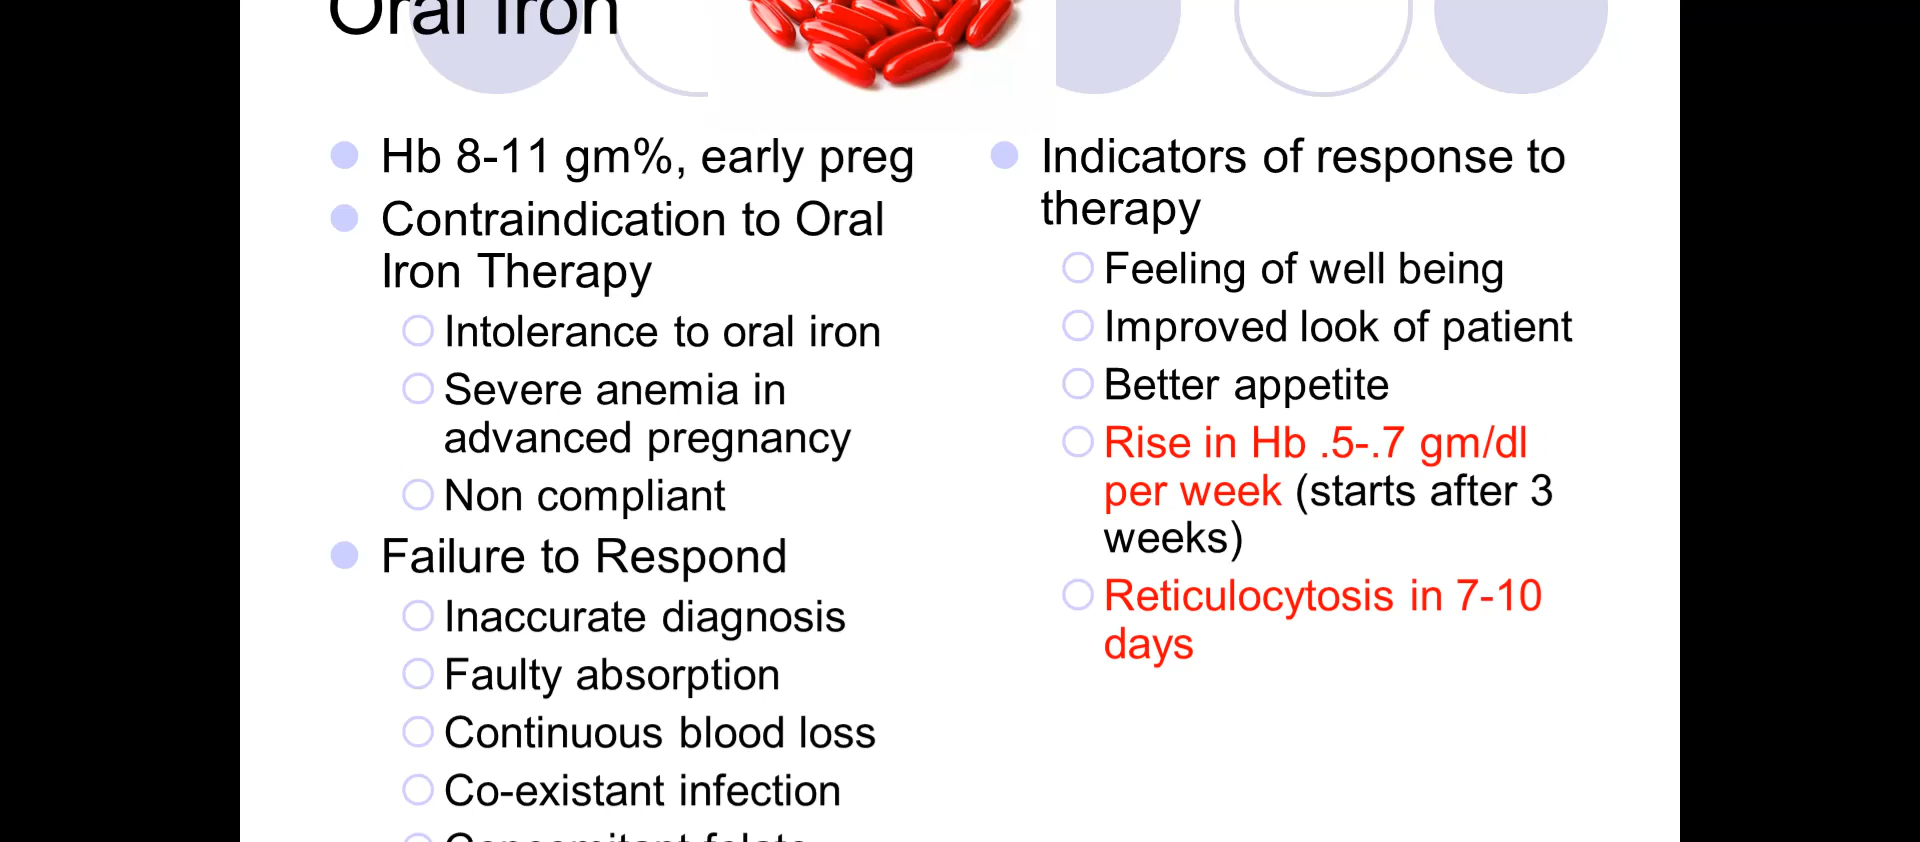 Oral Iron
Hb 8-11 gm%, early preg
Contraindication to Oral
Iron Therapy
Intolerance to oral iron
Severe anemia in
advanced pregnancy
Non compliant
Failure to Respond
Inaccurate diagnosis
Faulty absorption
Continuous blood loss
Co-existant infection
Concomitant folate
Indicators of response to
therapy
Feeling of well being
Improved look of patient
Better appetite
Rise in Hb .5-.7 gm/dl
per week (starts after 3
weeks)
Reticulocytosis in 7-10
days